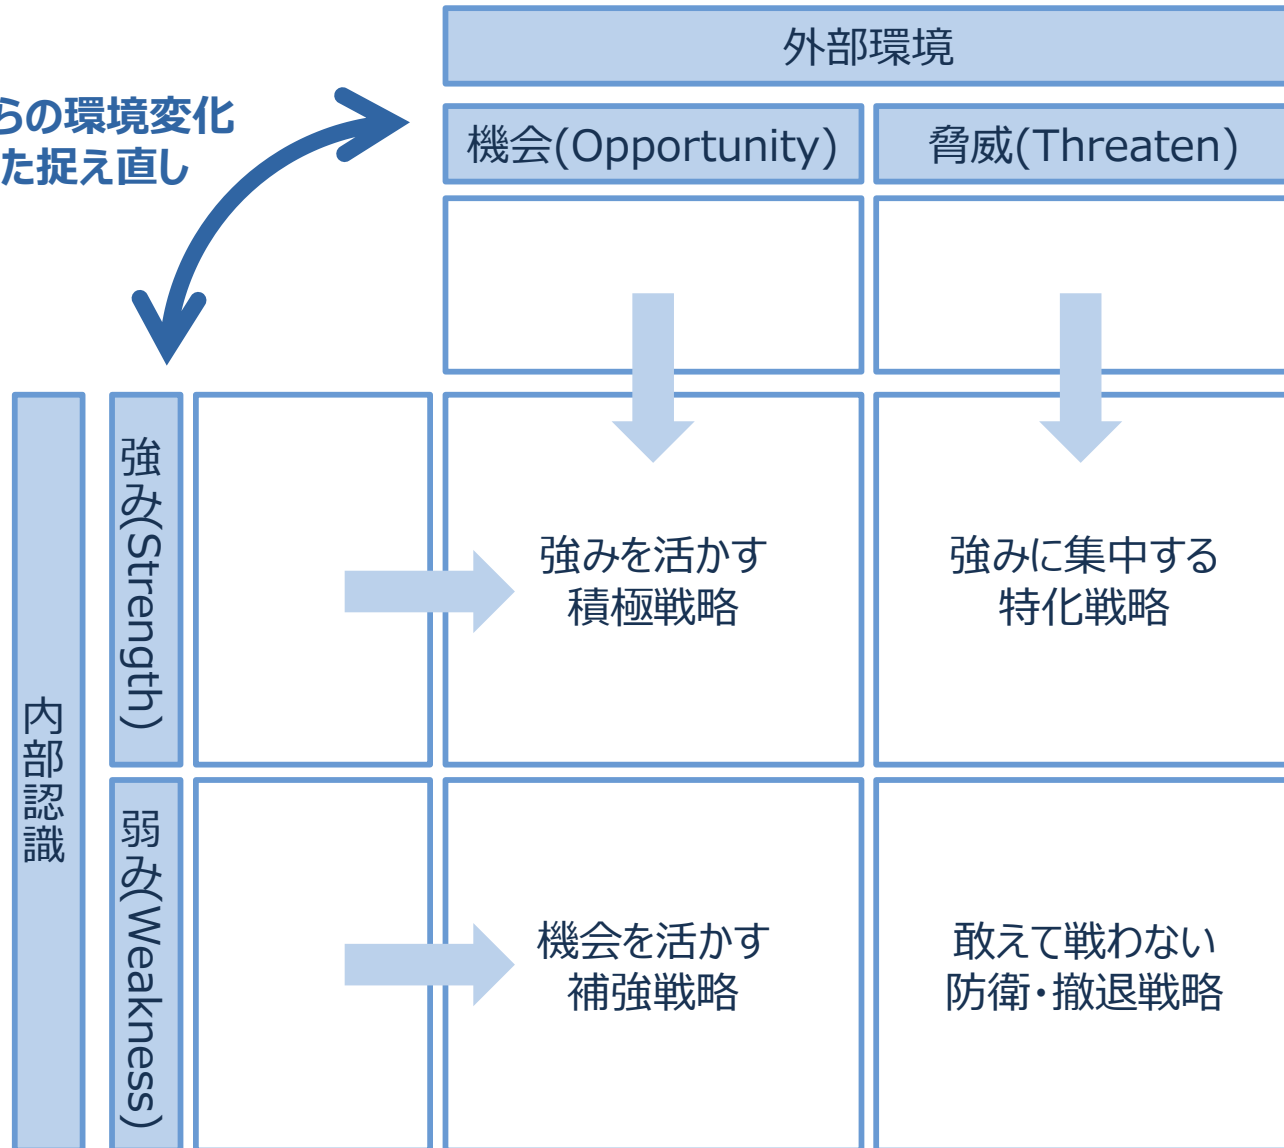 外部環境
らの環境変化
た捉え直し
機会(Opportunity)
脅威(Threaten)
内部認識
強み(Strength)
強みを活かす
積極戦略
強みに集中する
特化戦略
弱み(Weakness)
機会を活かす
補強戦略
敢えて戦わない
防衛・撤退戦略